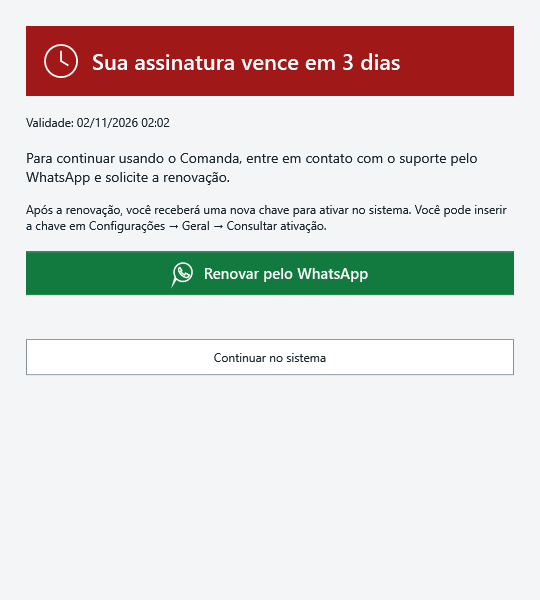 Sua assinatura vence em 3 dias
Validade: 02/11/2026 02:02
Para continuar usando o Comanda, entre em contato com o suporte pelo
WhatsApp e solicite a renovação.
Após a renovação, você receberá uma nova chave para ativar no sistema. Você pode inserir
a chave em Configurações → Geral → Consultar ativação.
Renovar pelo WhatsApp
Continuar no sistema